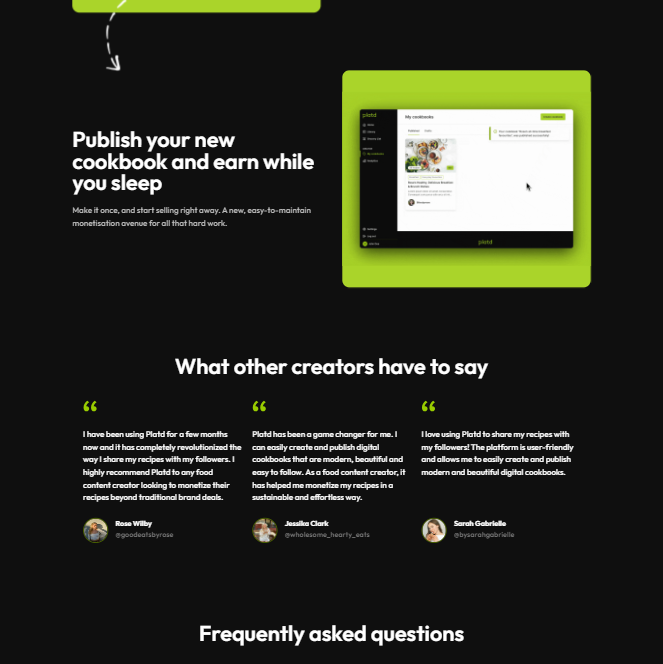 Publish your new
cookbook and earn while
you sleep
Make it once, and start selling right away. A new, easy-to-maintain
monetisation avenue for all that hard work.
platd
My cookbooks
platd
What other creators have to say
“ “ “
I have been using Platd for a few months
now and it has completely revolutionized the
way I share my recipes with my followers. I
highly recommend Platd to any food
content creator looking to monetize their
recipes beyond traditional brand deals.
Rose Wilby
@goodeatsbyrose
Platd has been a game changer for me. I
can easily create and publish digital
cookbooks that are modern, beautiful and
easy to follow. As a food content creator, it
has helped me monetize my recipes in a
sustainable and effortless way.
Jessika Clark
@wholesome_hearty_eats
I love using Platd to share my recipes with
my followers! The platform is user-friendly
and allows me to easily create and publish
modern and beautiful digital cookbooks.
Sarah Gabrielle
@bysarahgabrielle
Frequently asked questions